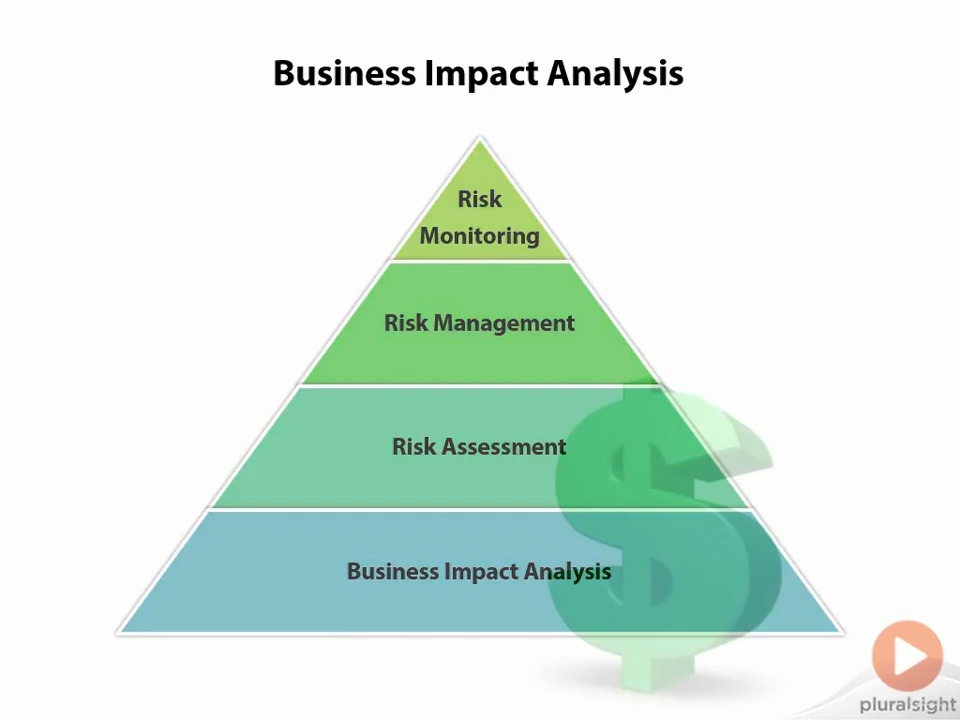 Business Impact Analysis
Risk
Monitoring
Risk Management
Risk Assessment
Business Impact Analysis
pluralsight